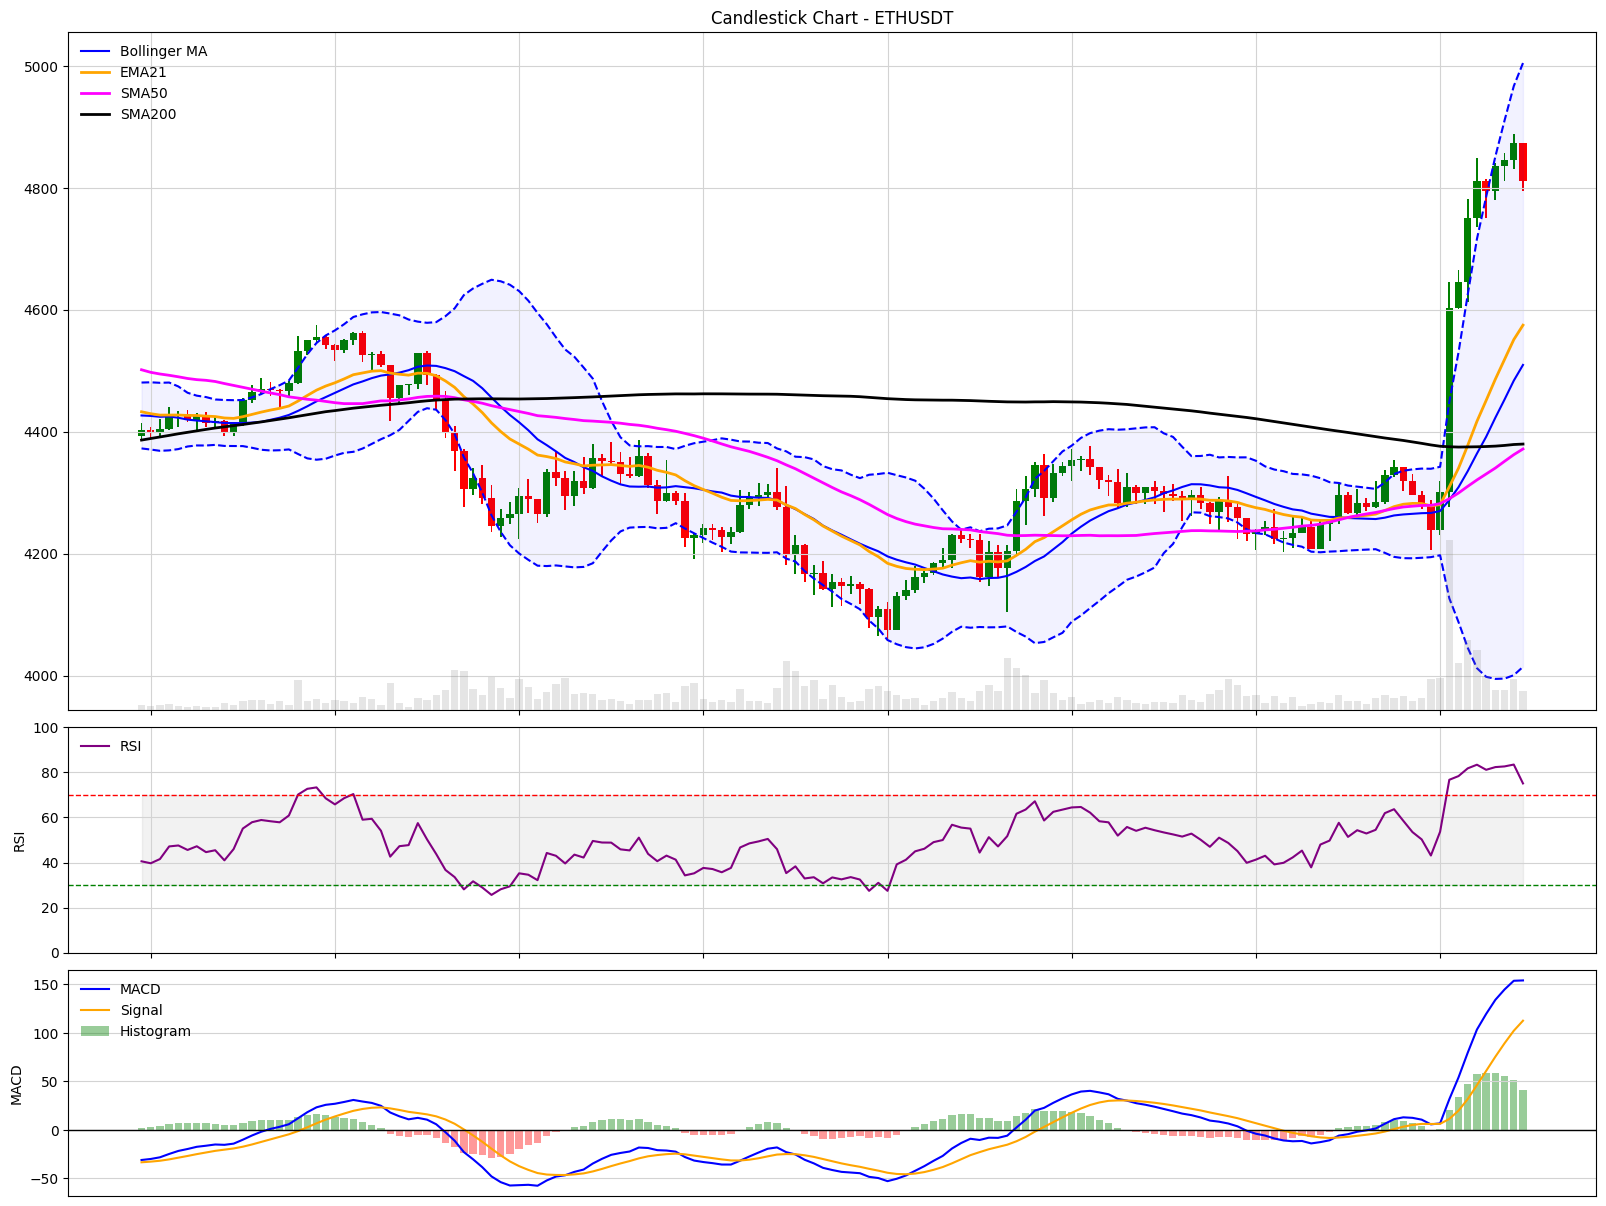 Candlestick Chart - ETHUSDT
Bollinger MA
EMA21
SMA50
SMA200
5000
4800
4600
4400
4200
4000
RSI
100
80
60
40
20
0
RSI
MACD
Signal
Histogram
150
100
50
0
−50
MACD